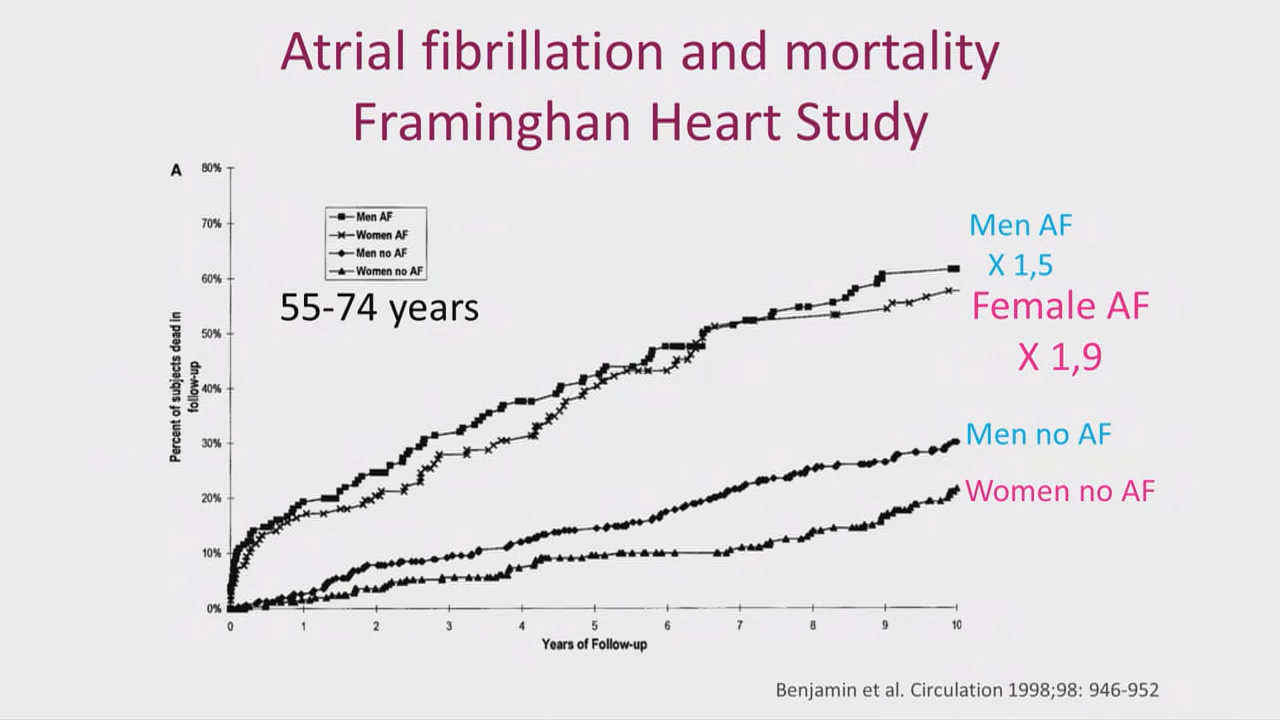 Atrial fibrillation and mortality
Framinghan Heart Study
A
80%
70%
60%
50%
40%
30%
20%
10%
0%
Percent of subjects dead in
follow-up
Men AF
Women AF
Men no AF
Women no AF
55-74 years
Men AF
X 1,5
Female AF
X 1,9
Men no AF
Women no AF
0 1 2 3 4 5 6 7 8 9 10
Years of Follow-up
Benjamin et al. Circulation 1998;98: 946-952